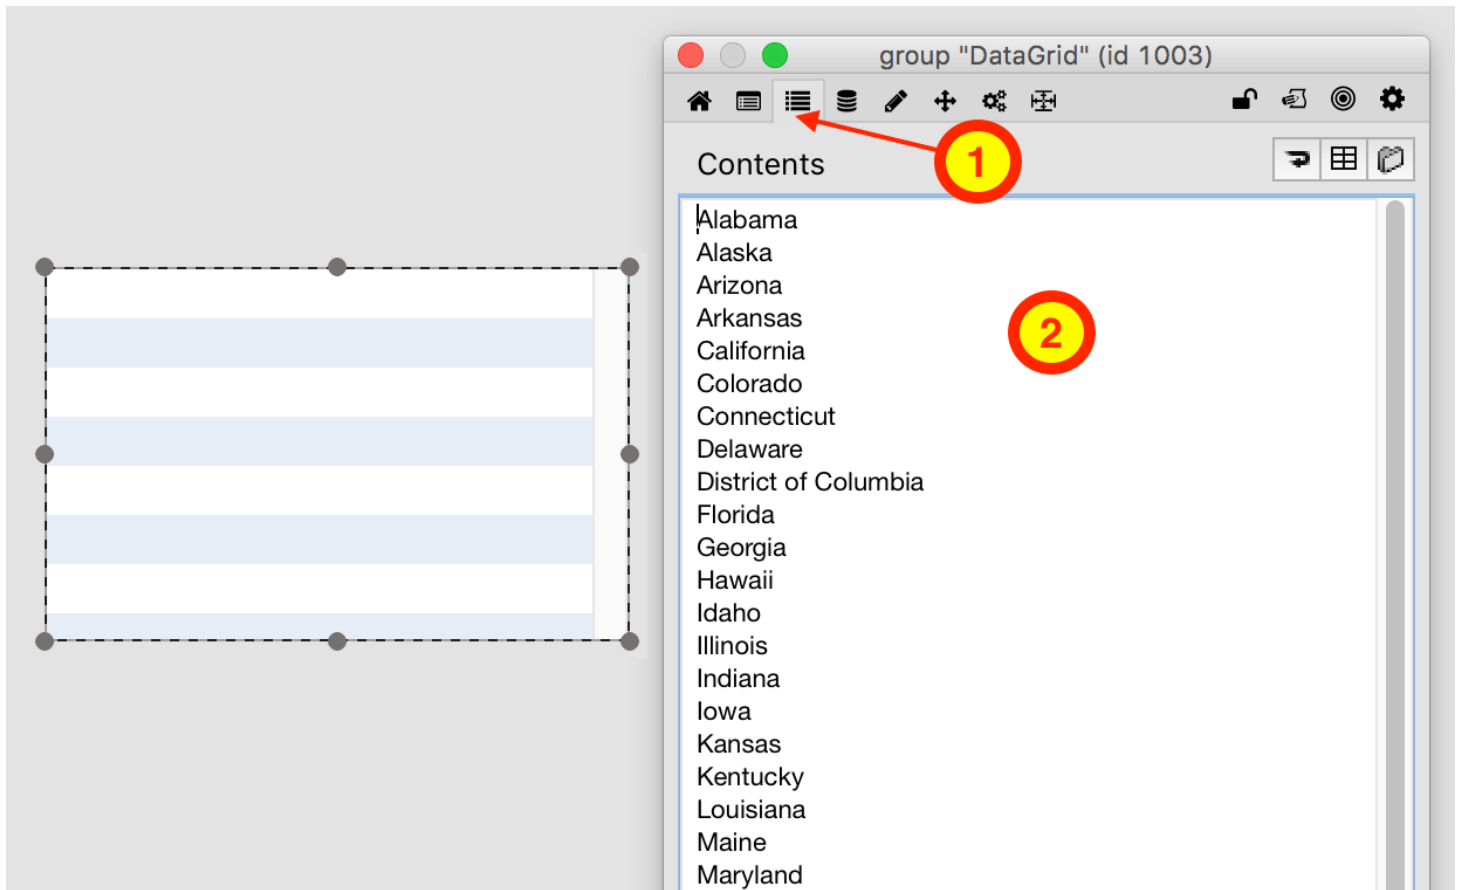 group "DataGrid" (id 1003)
1
Contents
Alabama
Alaska
Arizona
2
Arkansas
California
Colorado
Connecticut
Delaware
District of Columbia
Florida
Georgia
Hawaii
Idaho
Illinois
Indiana
Iowa
Kansas
Kentucky
Louisiana
Maine
Maryland